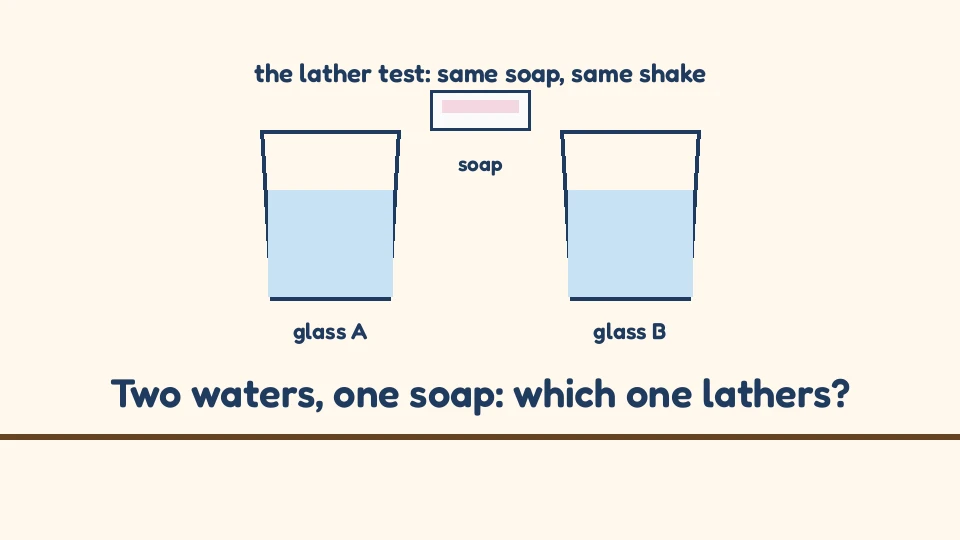 the lather test: same soap, same shake
soap
glass A
glass B
Two waters, one soap: which one lathers?